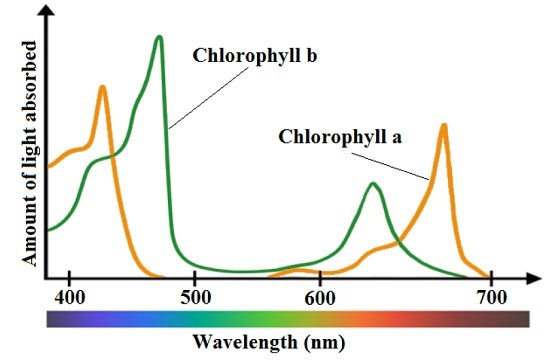 Chlorophyll b
Chlorophyll a
Amount of light absorbed
400 500 600 700
Wavelength (nm)